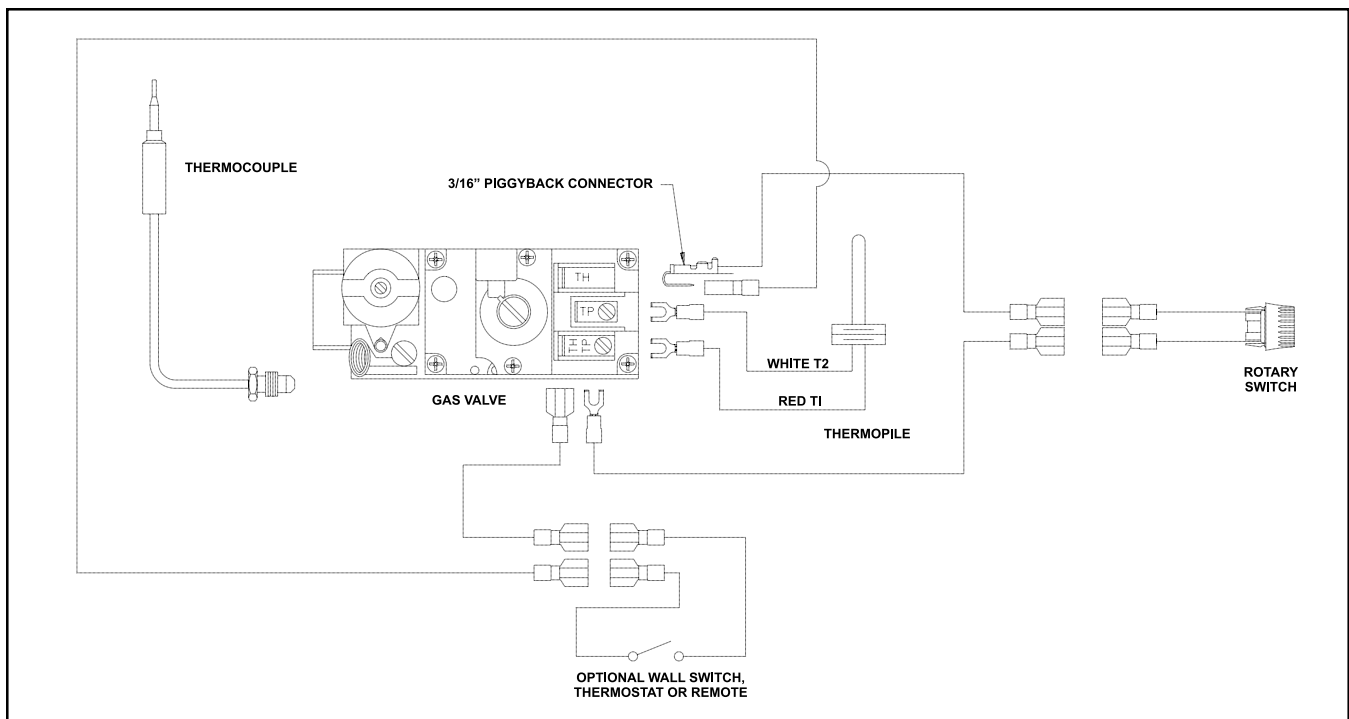 THERMOCOUPLE
3/16” PIGGYBACK CONNECTOR
TH
TP
TH
TP
GAS VALVE
WHITE T2
RED TI
THERMOPILE
ROTARY
SWITCH
OPTIONAL WALL SWITCH,
THERMOSTAT OR REMOTE